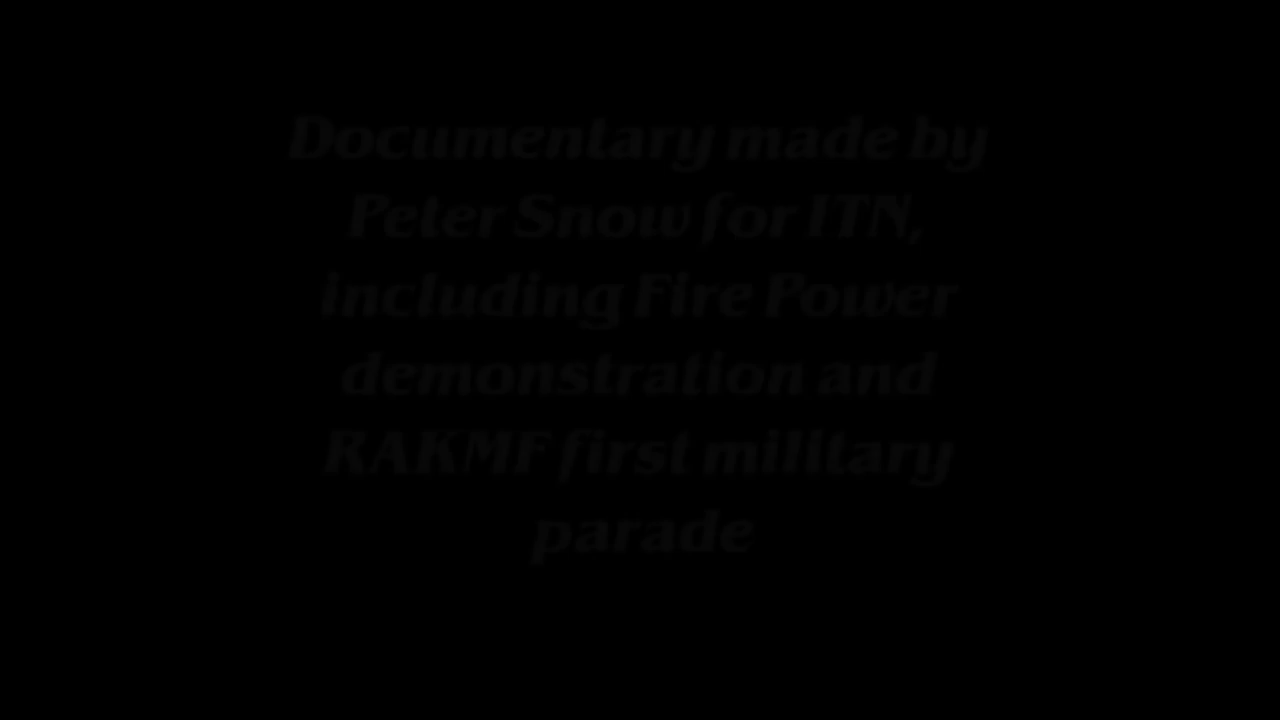 Documentary made by
Peter Snow for ITN,
including Fire Power
demonstration and
RAKMF first military
parade